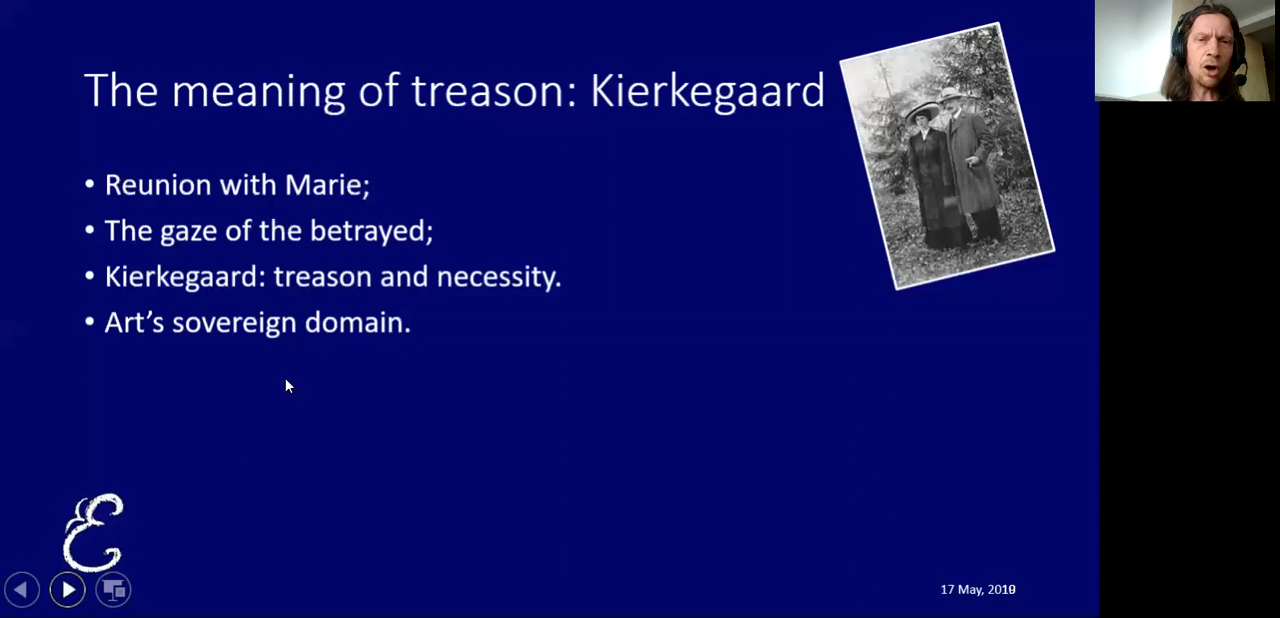 The meaning of treason: Kierkegaard
• Reunion with Marie;
• The gaze of the betrayed;
• Kierkegaard: treason and necessity.
• Art's sovereign domain.
17 May,